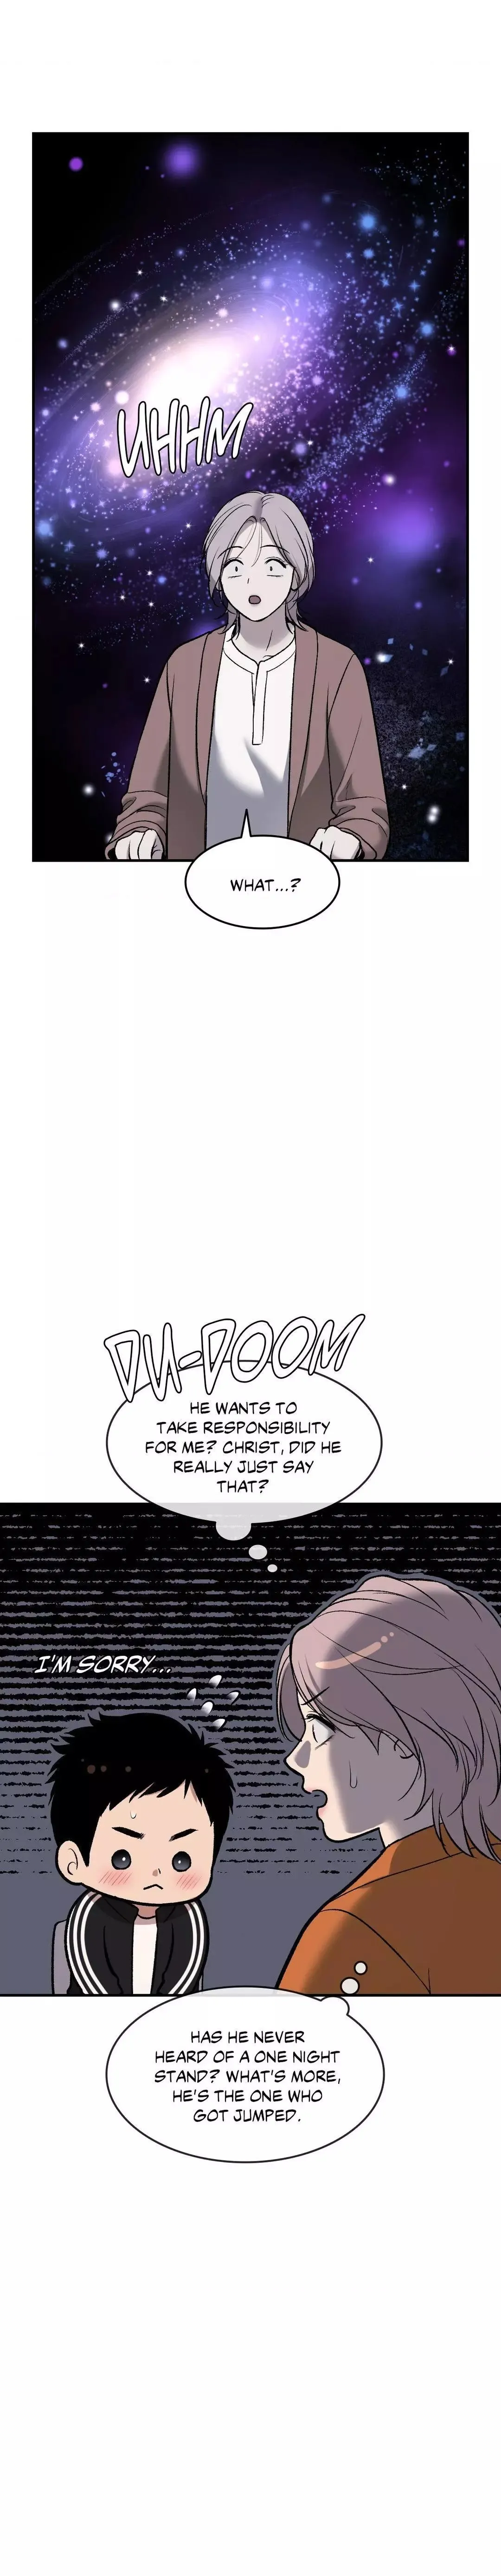 UHHM
WHAT...?
DU-DOOM
HE WANTS TO
TAKE RESPONSIBILITY
FOR ME? CHRIST, DID HE
REALLY JUST SAY
THAT?
I'M SORRY...
HAS HE NEVER
HEARD OF A ONE NIGHT
STAND? WHAT'S MORE,
HE'S THE ONE WHO
GOT JUMPED.